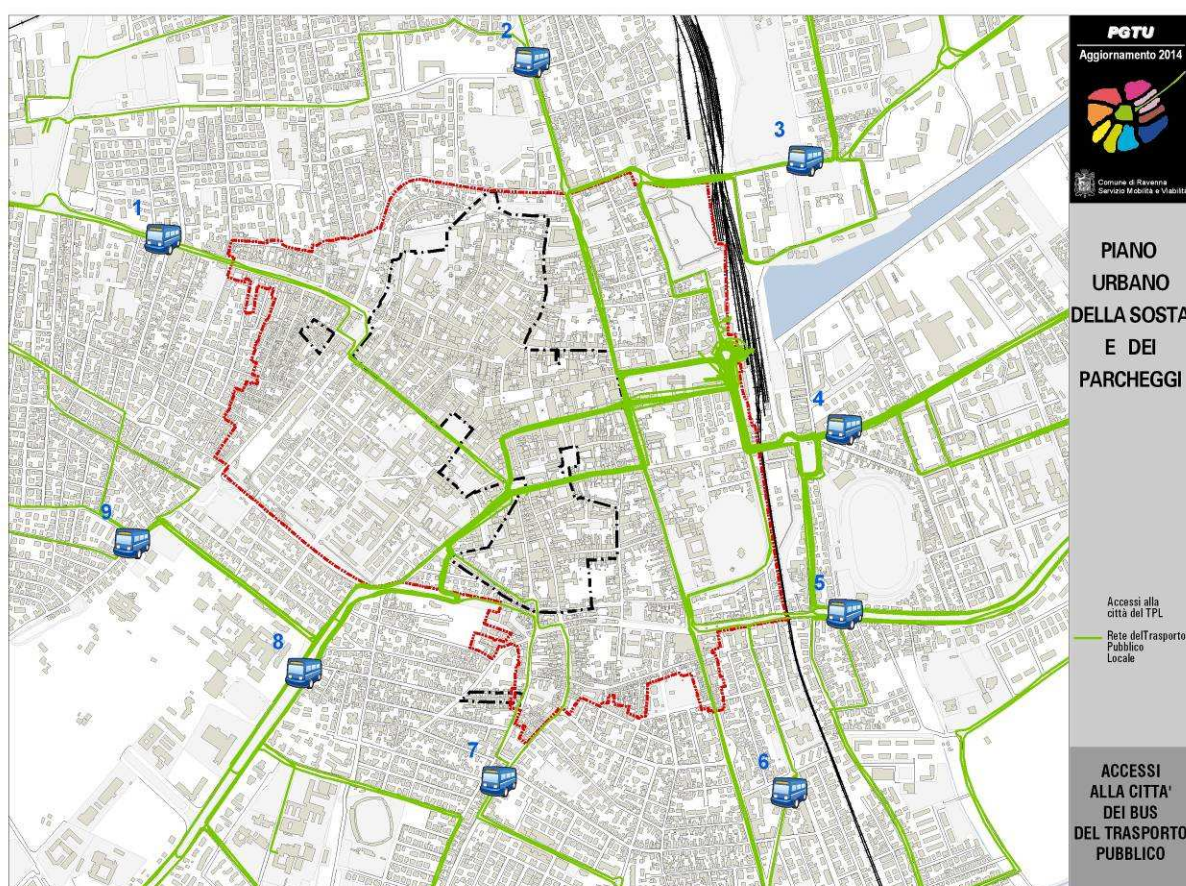 PGTU
Aggiornamento 2014
Comune di Ravenna
Servizio Mobilità e Viabilità
PIANO
URBANO
DELLA SOSTA
E DEI
PARCHEGGI
Accessi alla
città del TPL
Rete delTrasporto
Pubblico
Locale
ACCESSI
ALLA CITTA'
DEI BUS
DEL TRASPORTO
PUBBLICO
2
3
1
4
9
5
8
7
6